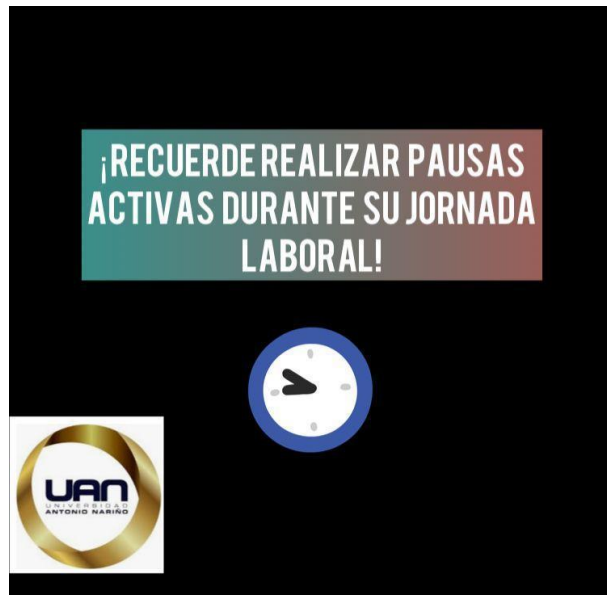 ¡RECUERDE REALIZAR PAUSAS
ACTIVAS DURANTE SU JORNADA
LABORAL!
UAN
UNIVERSIDAD
ANTONIO NARIÑO